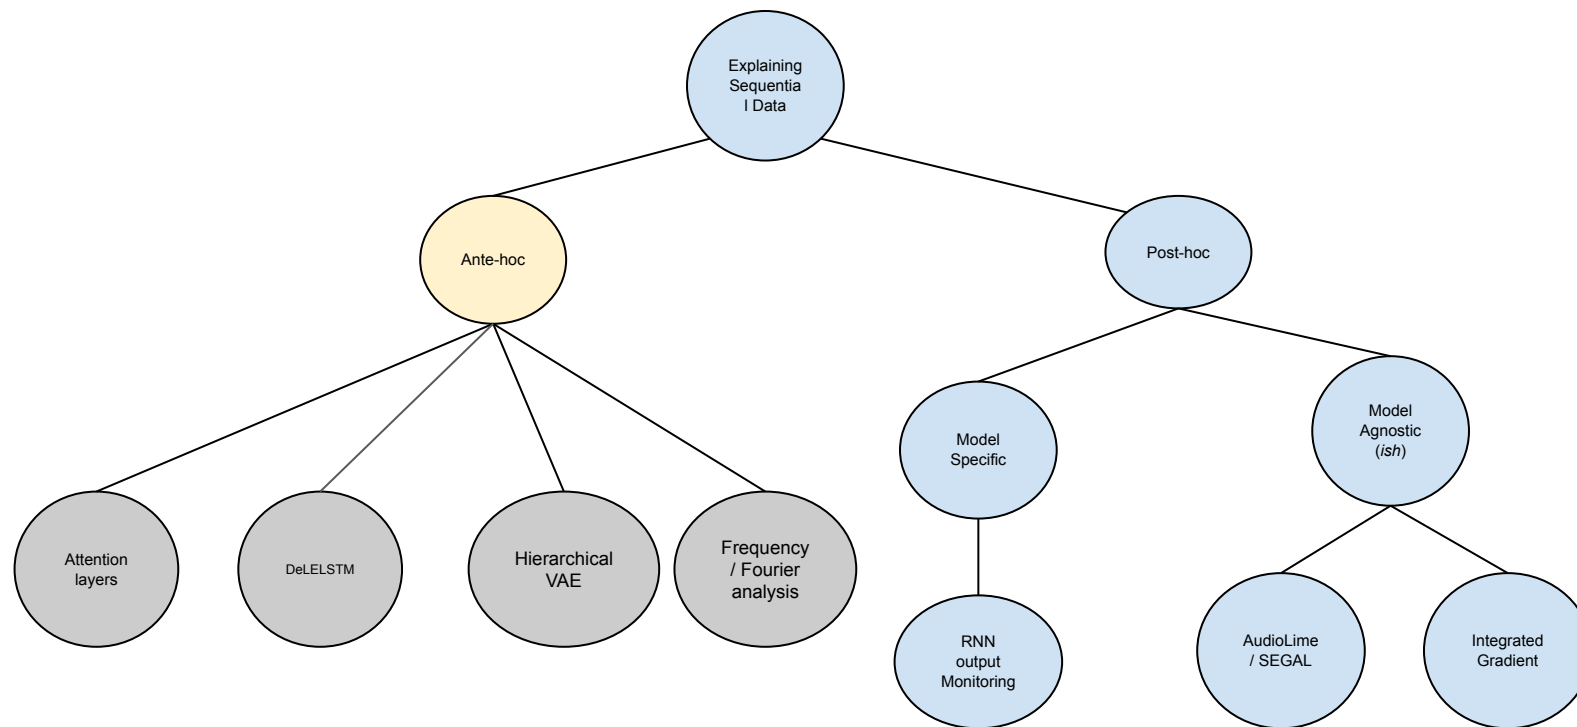 Explaining
Sequentia
l Data
Ante-hoc
Post-hoc
Model
Specific
Model
Agnostic
(ish)
Attention
layers
DeLELSTM
Hierarchical
VAE
Frequency
/ Fourier
analysis
RNN
output
Monitoring
AudioLime
/ SEGAL
Integrated
Gradient